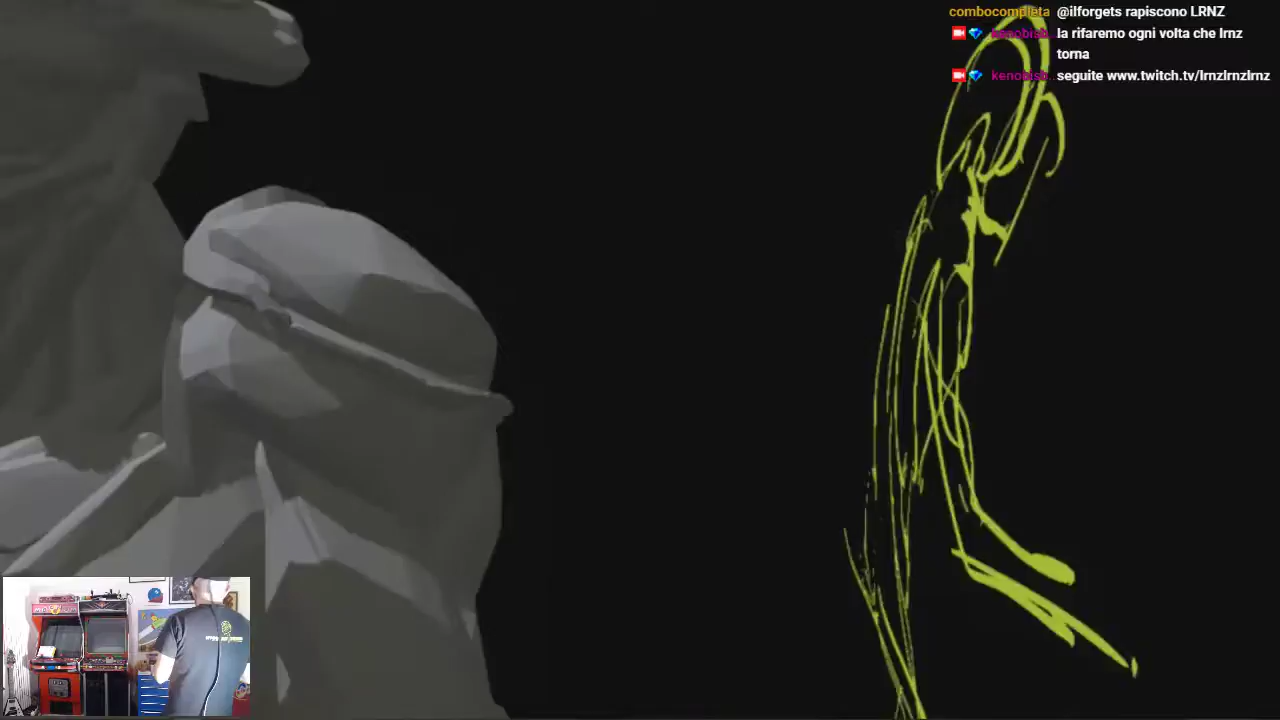 combocompleta @ilforgets rapiscono LRNZ
la rifaremo ogni volta che lrnz
torna
seguite www.twitch.tv/lrnzlrnzlrnz